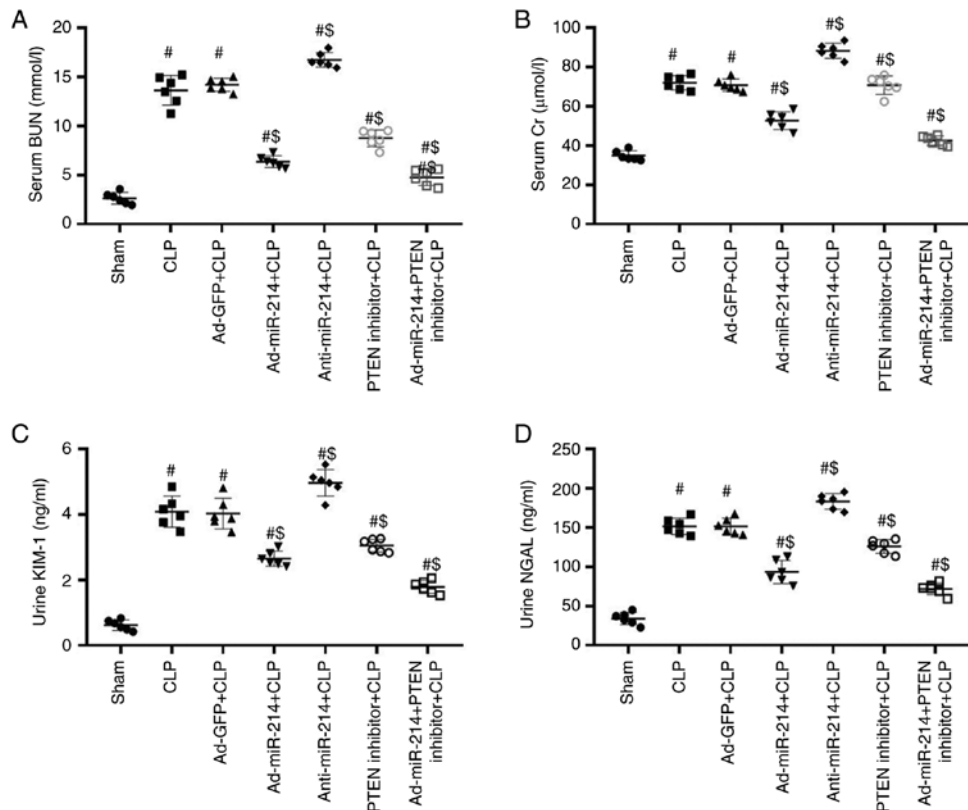 A
Serum BUN (mmol/l)
20
15
10
5
0
#
#
#$
#$
#$
#$
#$
Sham
CLP
Ad-GFP+CLP
Ad-miR-214+CLP
Anti-miR-214+CLP
PTEN inhibitor+CLP
Ad-miR-214+PTEN
inhibitor+CLP
B
Serum Cr (μmol/l)
100
80
60
40
20
0
#
#
#$
#$
#$
#$
Sham
CLP
Ad-GFP+CLP
Ad-miR-214+CLP
Anti-miR-214+CLP
PTEN inhibitor+CLP
Ad-miR-214+PTEN
inhibitor+CLP
C
Urine KIM-1 (ng/ml)
6
4
2
0
#
#
#$
#$
#$
#$
Sham
CLP
Ad-GFP+CLP
Ad-miR-214+CLP
Anti-miR-214+CLP
PTEN inhibitor+CLP
Ad-miR-214+PTEN
inhibitor+CLP
D
Urine NGAL (ng/ml)
250
200
150
100
50
0
#
#
#$
#$
#$
#$
Sham
CLP
Ad-GFP+CLP
Ad-miR-214+CLP
Anti-miR-214+CLP
PTEN inhibitor+CLP
Ad-miR-214+PTEN
inhibitor+CLP